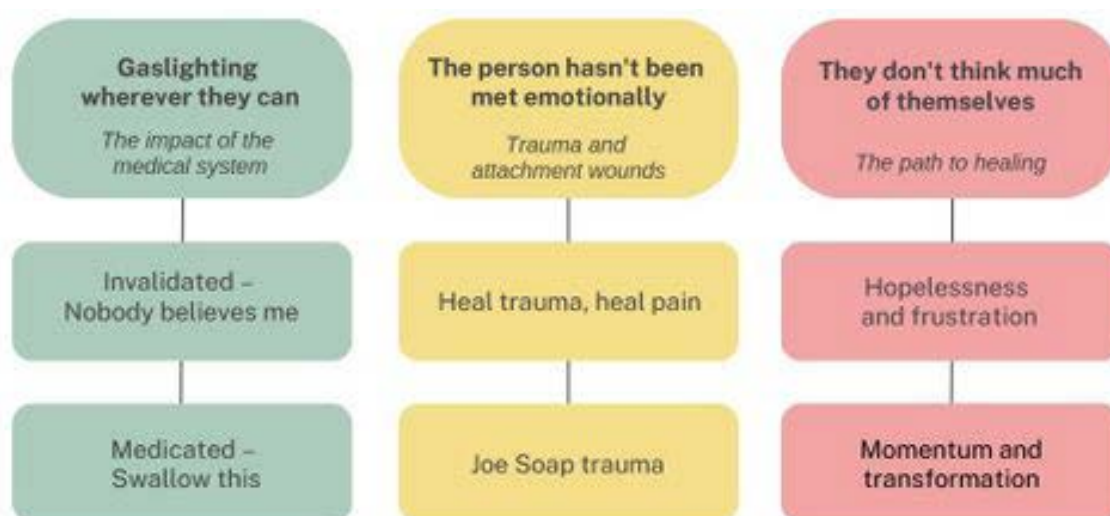 Gaslighting
wherever they can
The impact of the
medical system
Invalidated –
Nobody believes me
Medicated –
Swallow this
The person hasn't been
met emotionally
Trauma and
attachment wounds
Heal trauma, heal pain
Joe Soap trauma
They don't think much
of themselves
The path to healing
Hopelessness
and frustration
Momentum and
transformation